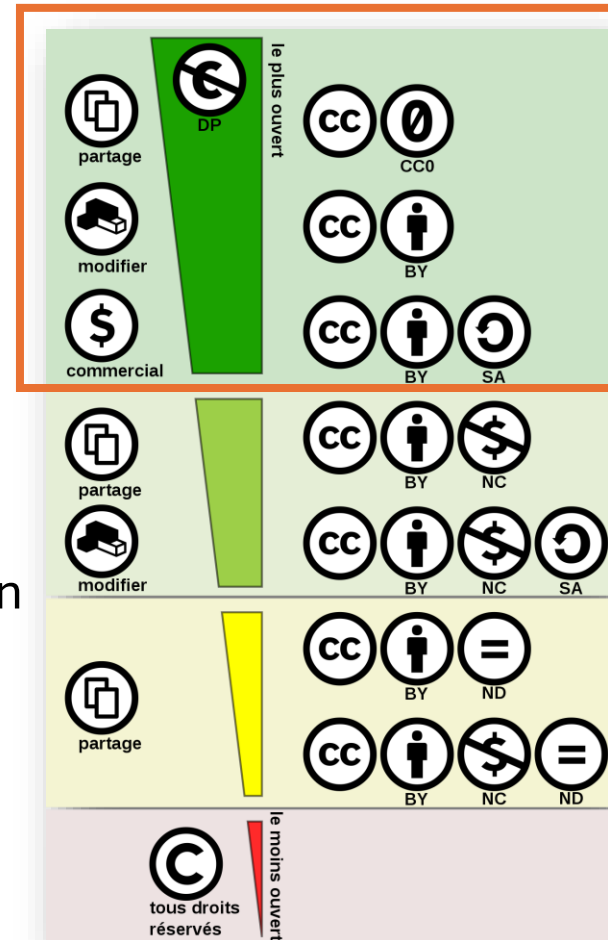 DP
le plus ouvert
cc 0
partage
CC0
cc
modifier
BY
$
cc
commercial
BY SA
cc $
partage
BY NC
cc $
modifier
BY NC SA
n
cc =
BY ND
partage
cc $ =
BY NC ND
le moins ouvert
C
tous droits
réservés